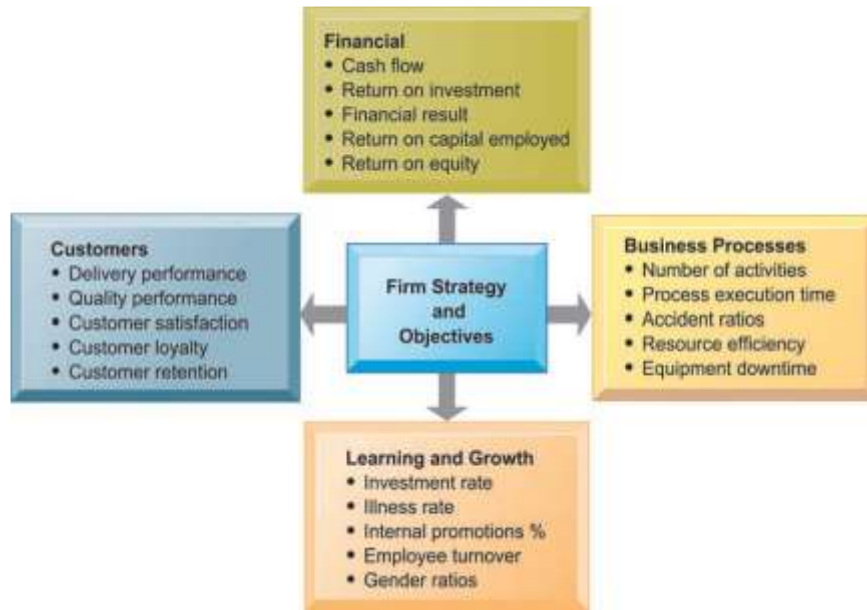 Financial
• Cash flow
• Return on investment
• Financial result
• Return on capital employed
• Return on equity
Customers
• Delivery performance
• Quality performance
• Customer satisfaction
• Customer loyalty
• Customer retention
Firm Strategy
and
Objectives
Business Processes
• Number of activities
• Process execution time
• Accident ratios
• Resource efficiency
• Equipment downtime
Learning and Growth
• Investment rate
• Illness rate
• Internal promotions %
• Employee turnover
• Gender ratios